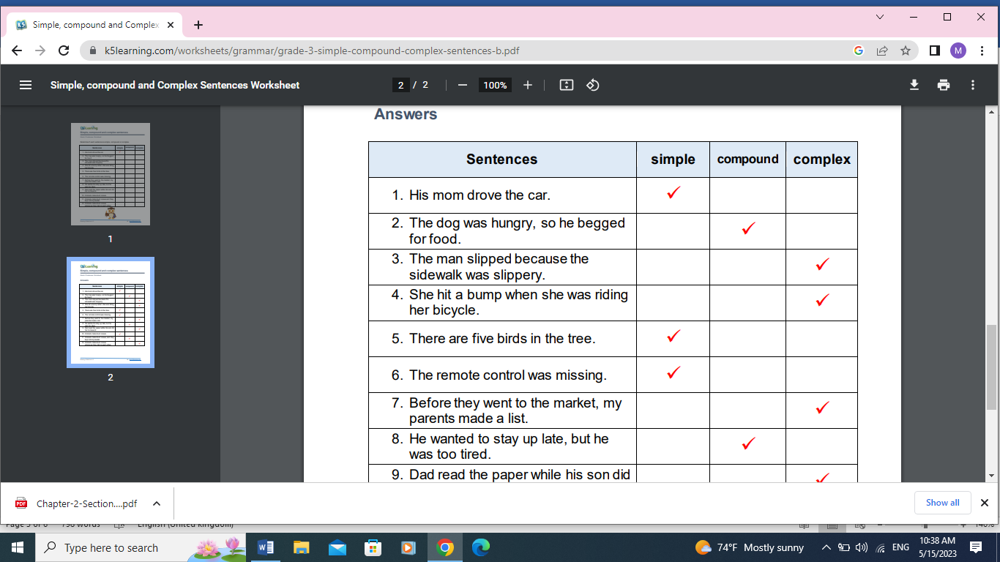 Simple, compound and Complex
k5learning.com/worksheets/grammar/grade-3-simple-compound-complex-sentences-b.pdf
M
Simple, compound and Complex Sentences Worksheet
2 / 2
100%
1
2
Answers
Sentences simple compound complex
1. His mom drove the car.
2. The dog was hungry, so he begged
for food.
3. The man slipped because the
sidewalk was slippery.
4. She hit a bump when she was riding
her bicycle.
5. There are five birds in the tree.
6. The remote control was missing.
7. Before they went to the market, my
parents made a list.
8. He wanted to stay up late, but he
was too tired.
9. Dad read the paper while his son did
PDF Chapter-2-Section....pdf
Show all
English (United Kingdom)
Type here to search
74°F Mostly sunny
ENG
10:38 AM
5/15/2023